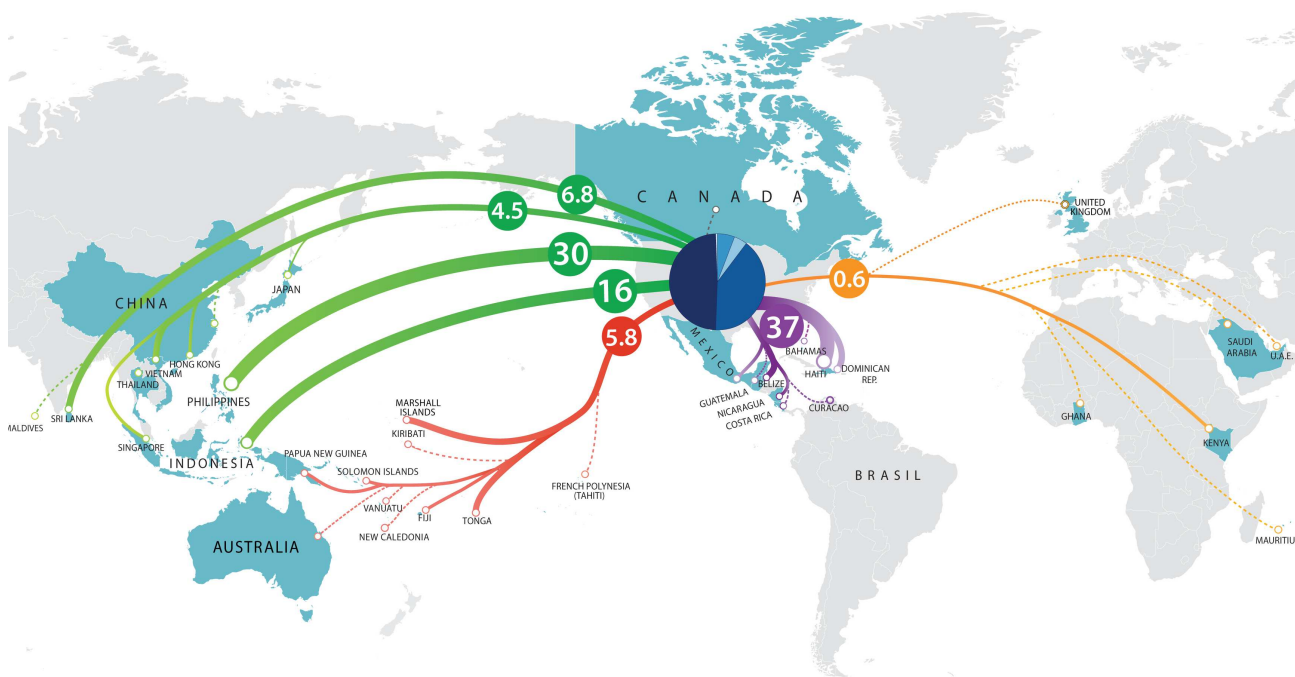 6.8
C A N A D A
4.5
UNITED
KINGDOM
30
0.6
16
CHINA
JAPAN
5.8
37
MEXICO
BAHAMAS
SAUDI
ARABIA
U.A.E.
HONG KONG
VIETNAM
THAILAND
HAITI
DOMINICAN
REP.
BELIZE
GUATEMALA
NICARAGUA
COSTA RICA
CURACAO
PHILIPPINES
MARSHALL
ISLANDS
MALDIVES
SRI LANKA
GHANA
KIRIBATI
SINGAPORE
KENYA
PAPUA NEW GUINEA
INDONESIA
SOLOMON ISLANDS
BRASIL
FRENCH POLYNESIA
(TAHITI)
VANUATU
FIJI
TONGA
NEW CALEDONIA
AUSTRALIA
MAURITIU